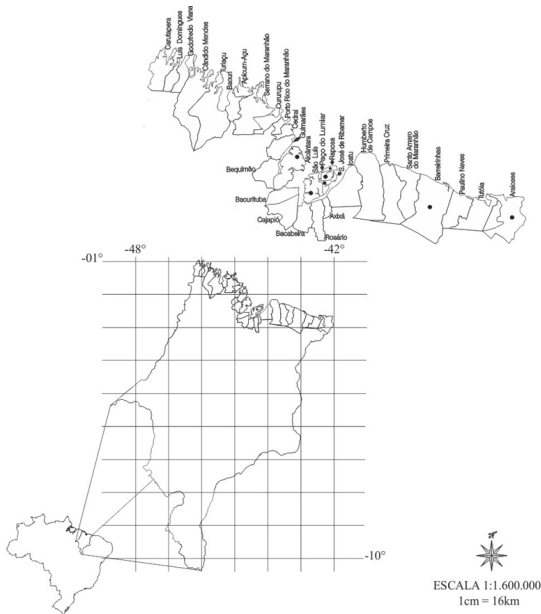 Carutapera
Luís Domingues
Godofredo Viana
Cândido Mendes
Turiaçu
Bacuri
Apicum-Açu
Serrano do Maranhão
Cururupu
Porto Rico do Maranhão
Cedral
Guimarães
Bequimão
Alcântara
São Luís
Paço do Lumiar
Raposa
S. José de Ribamar
Icatu
Humberto
de Campos
Primeira Cruz
Santo Amaro
do Maranhão
Barreirinhas
Paulino Neves
Tutóia
Araioses
Bacurituba
Cajapió
Bacabeira
Axixá
Rosário
-48°
-42°
-01°
-10°
ESCALA 1:1.600.000
1cm = 16km